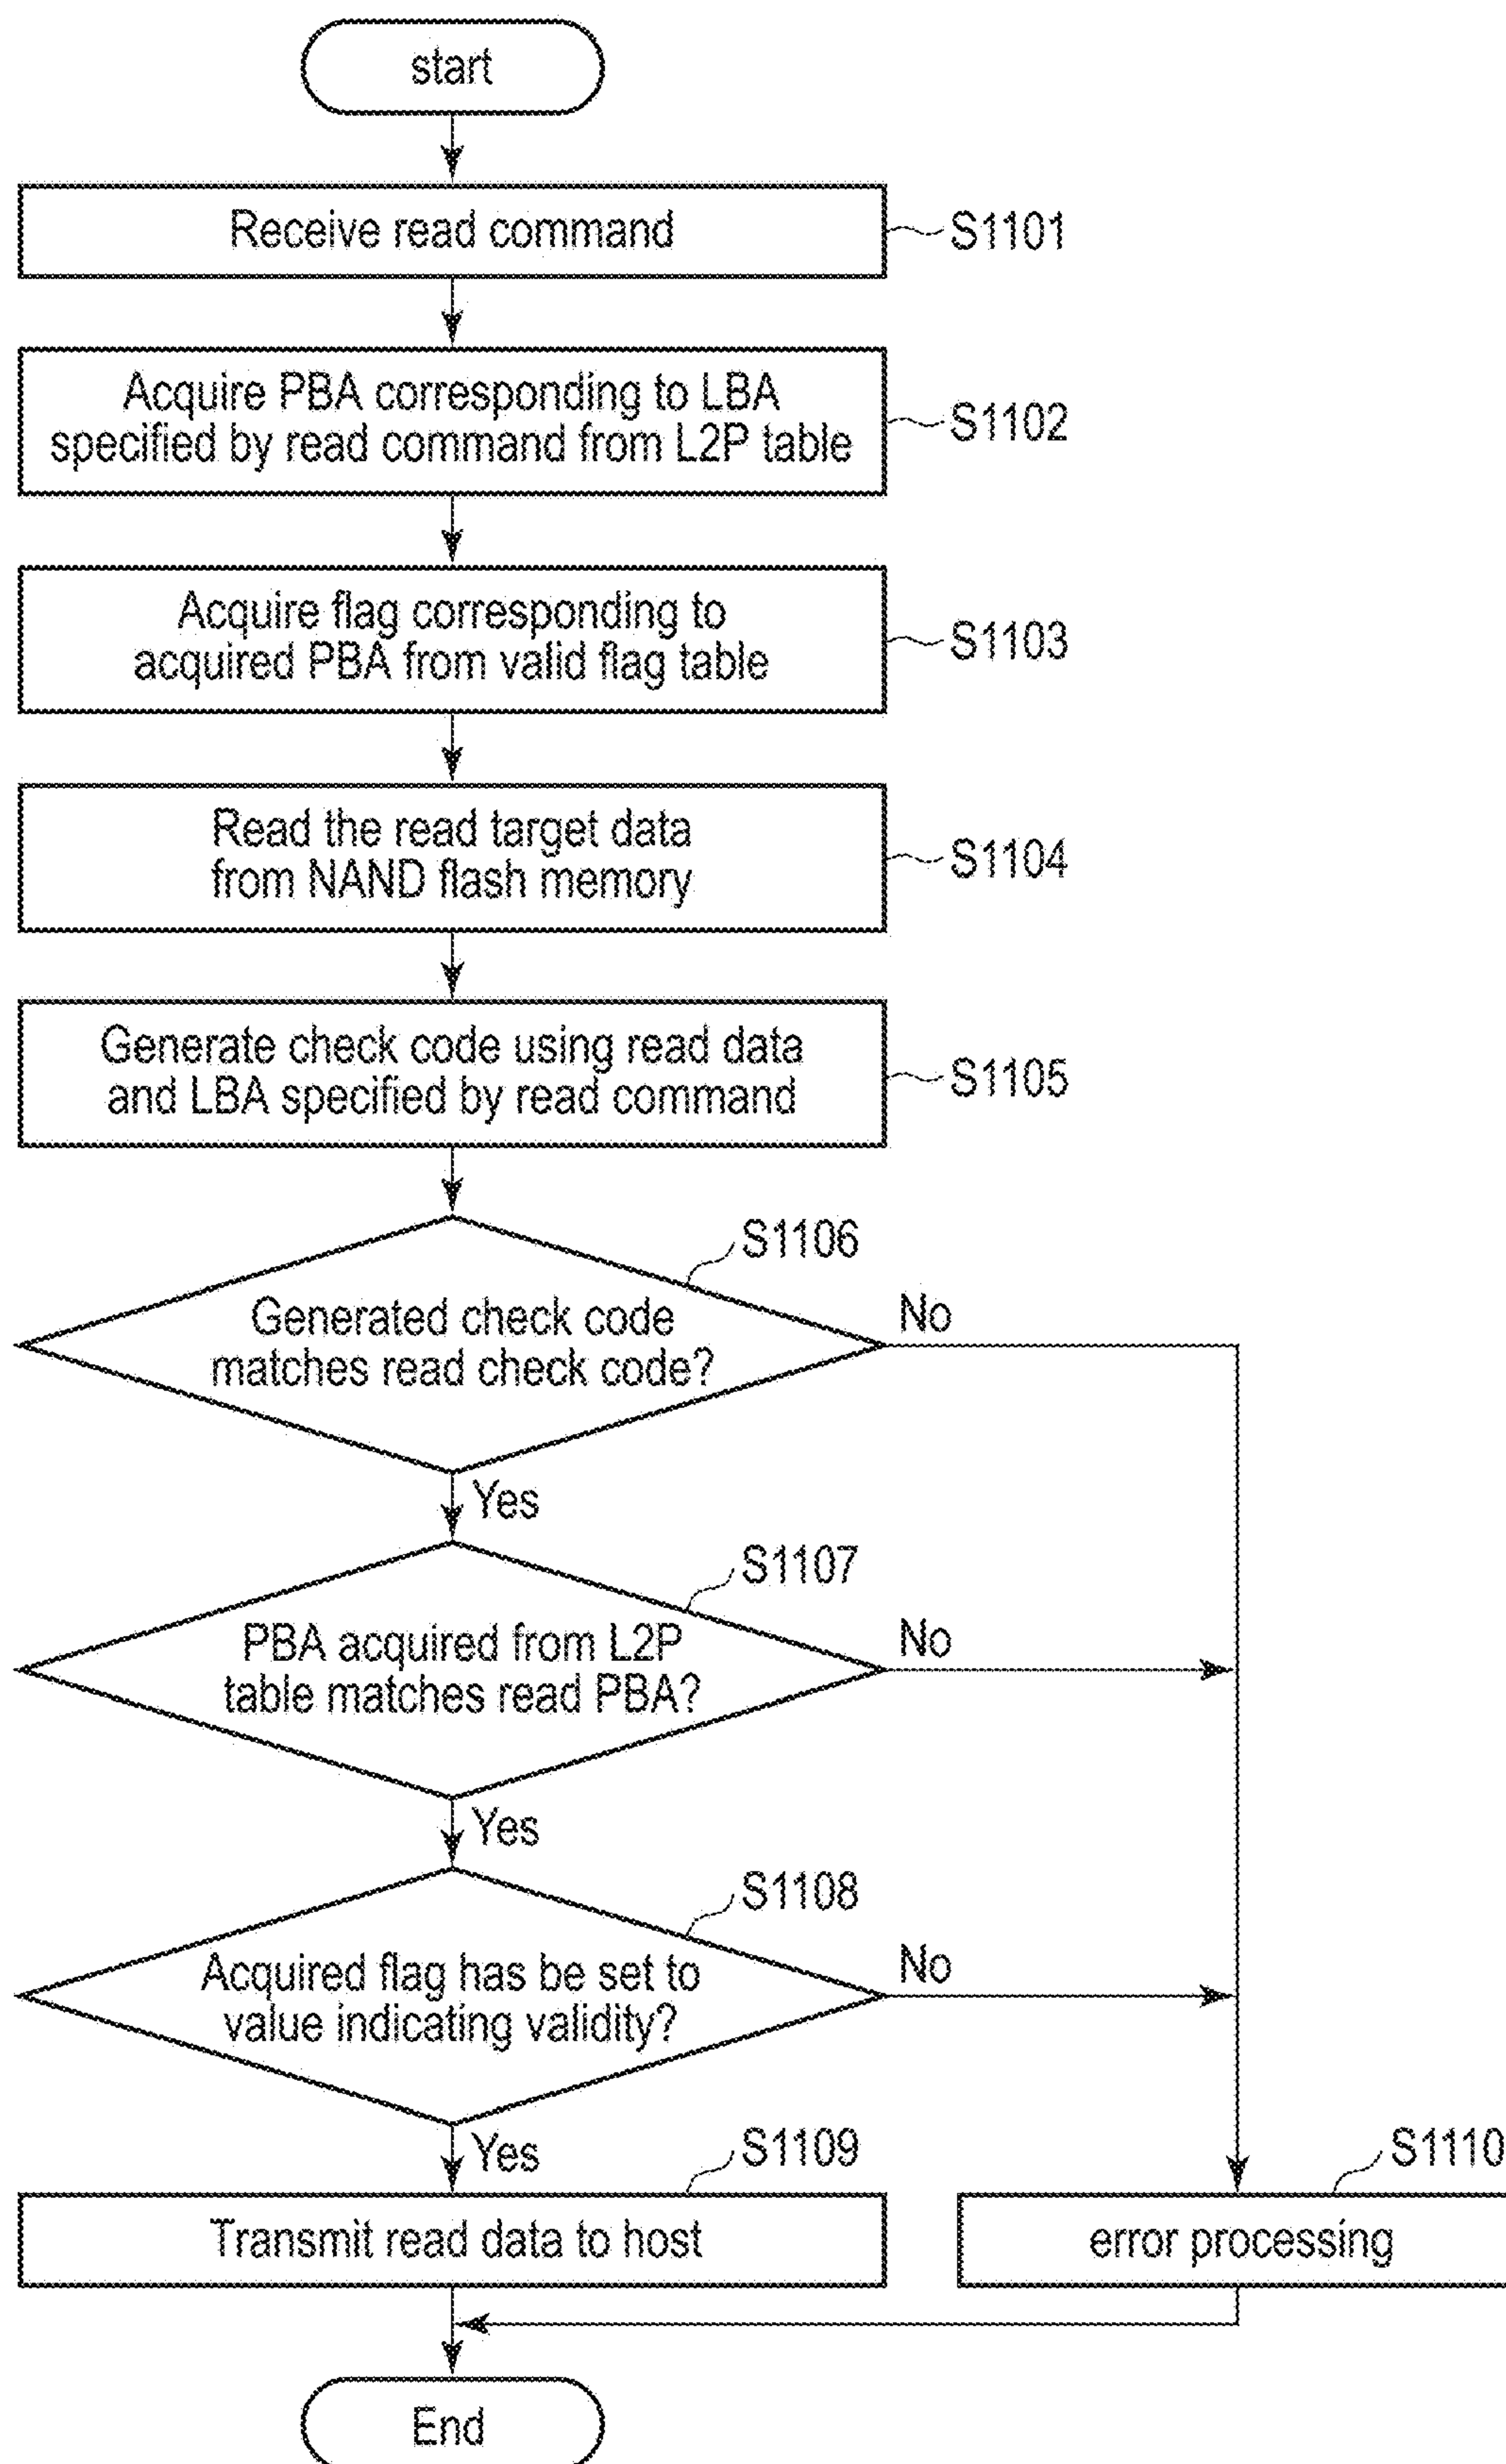 start
Receive read command
S1101
Acquire PBA corresponding to LBA
specified by read command from L2P table
S1102
Acquire flag corresponding to
acquired PBA from valid flag table
S1103
Read the read target data
from NAND flash memory
S1104
Generate check code using read data
and LBA specified by read command
S1105
S1106
Generated check code
matches read check code?
No
Yes
S1107
PBA acquired from L2P
table matches read PBA?
No
Yes
S1108
Acquired flag has be set to
value indicating validity?
No
Yes
S1109
Transmit read data to host
S1110
error processing
End